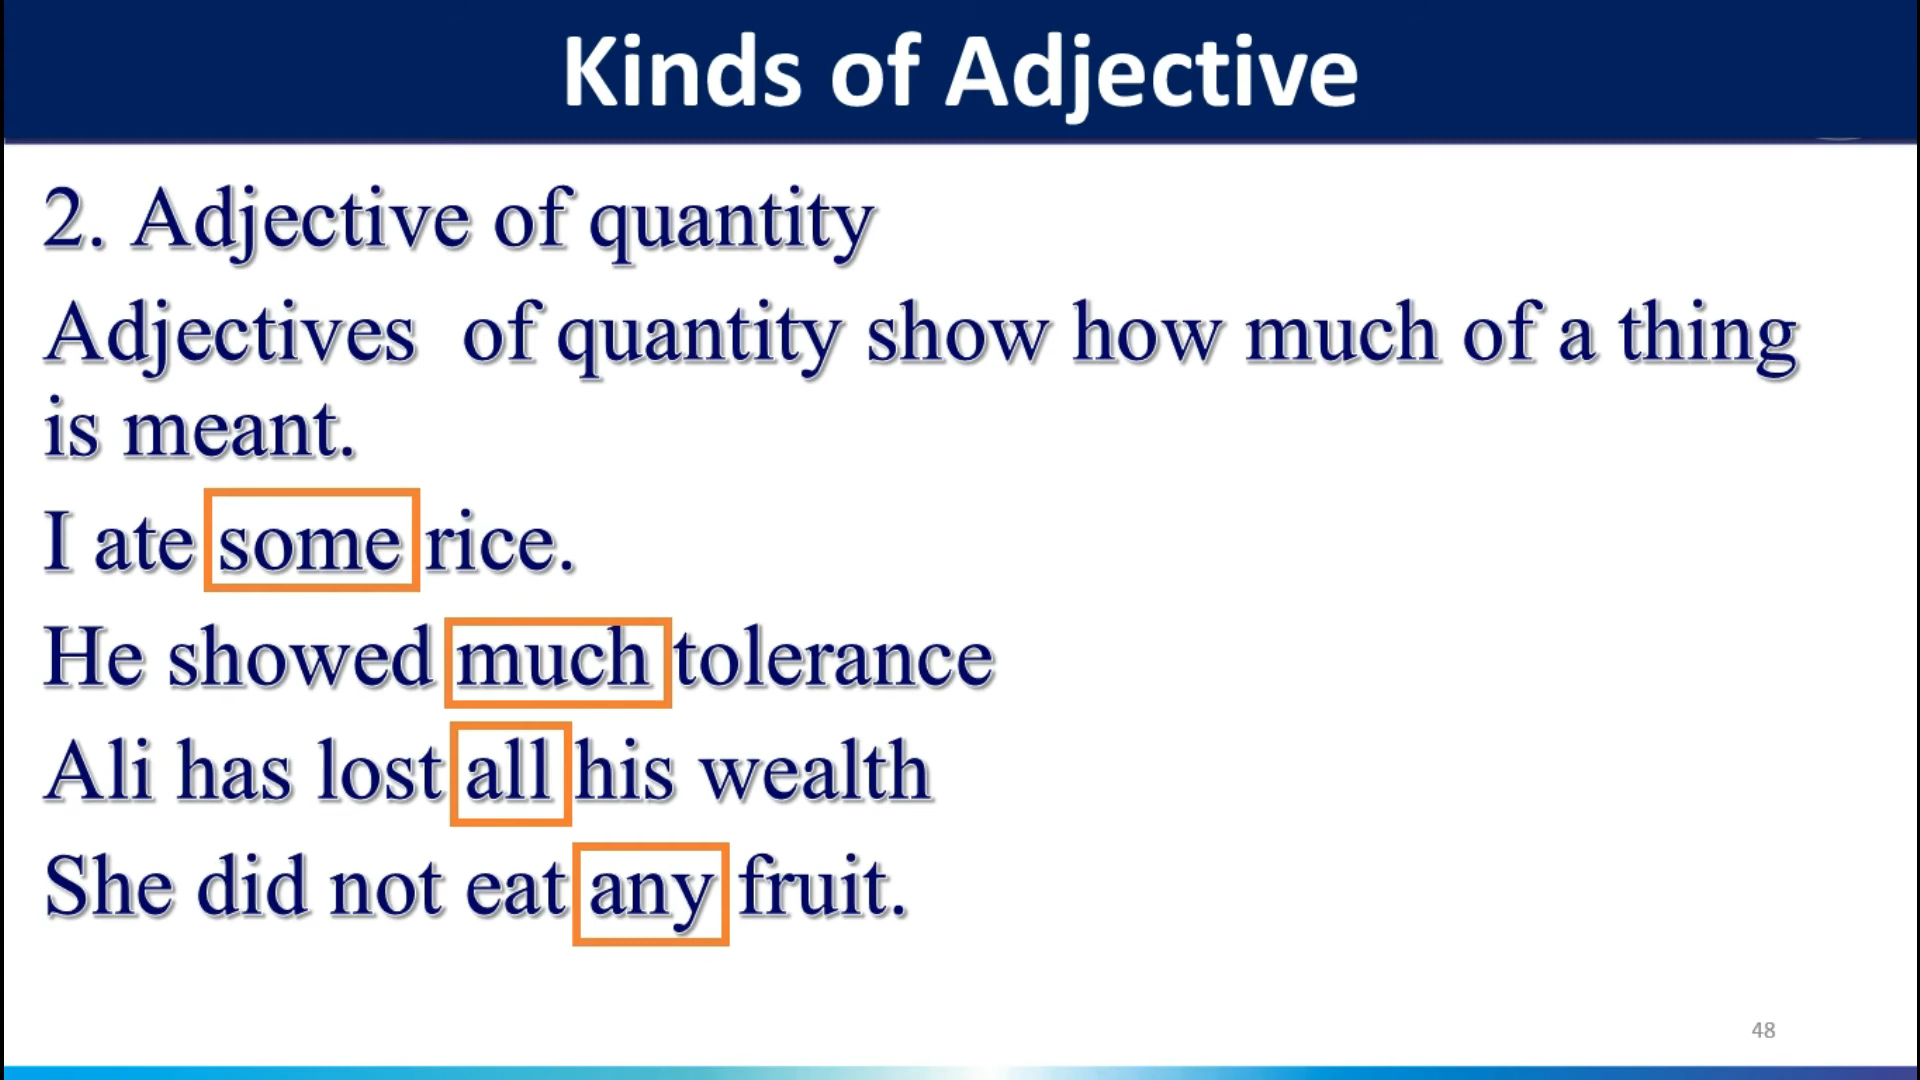 Kinds of Adjective
2. Adjective of quantity
Adjectives  of quantity show how much of a thing
is meant.
I ate some rice.
He showed much tolerance
Ali has lost all his wealth
She did not eat any fruit.
48